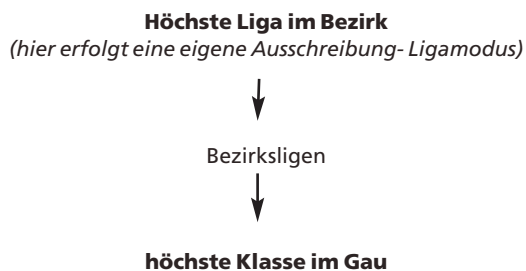 Höchste Liga im Bezirk
(hier erfolgt eine eigene Ausschreibung- Ligamodus)
Bezirksligen
höchste Klasse im Gau